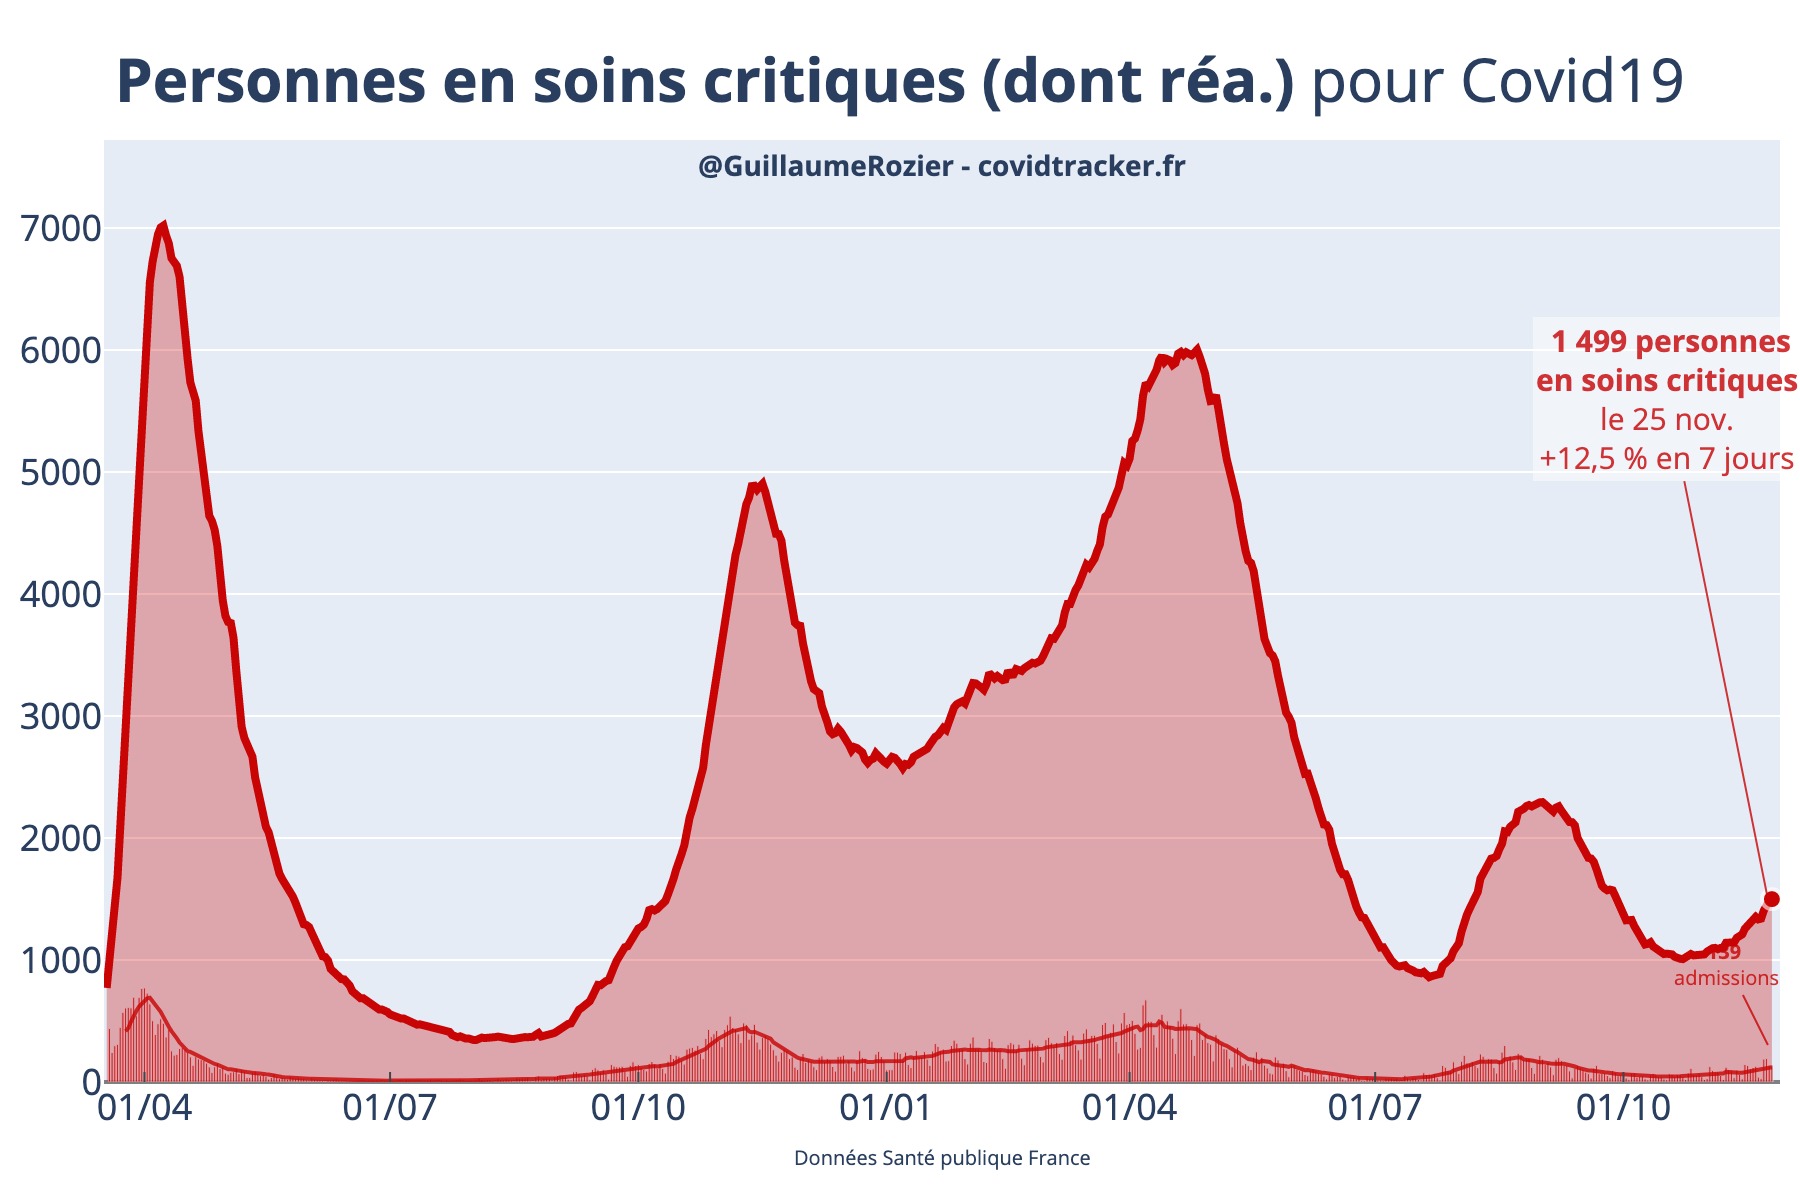 Personnes en soins critiques (dont réa.) pour Covid19
@GuillaumeRozier - covidtracker.fr
7000
6000
5000
4000
3000
2000
1000
0
1 499 personnes
en soins critiques
le 25 nov.
+12,5 % en 7 jours
admissions
01/04
01/07
01/10
01/01
01/04
01/07
01/10
Données Santé publique France